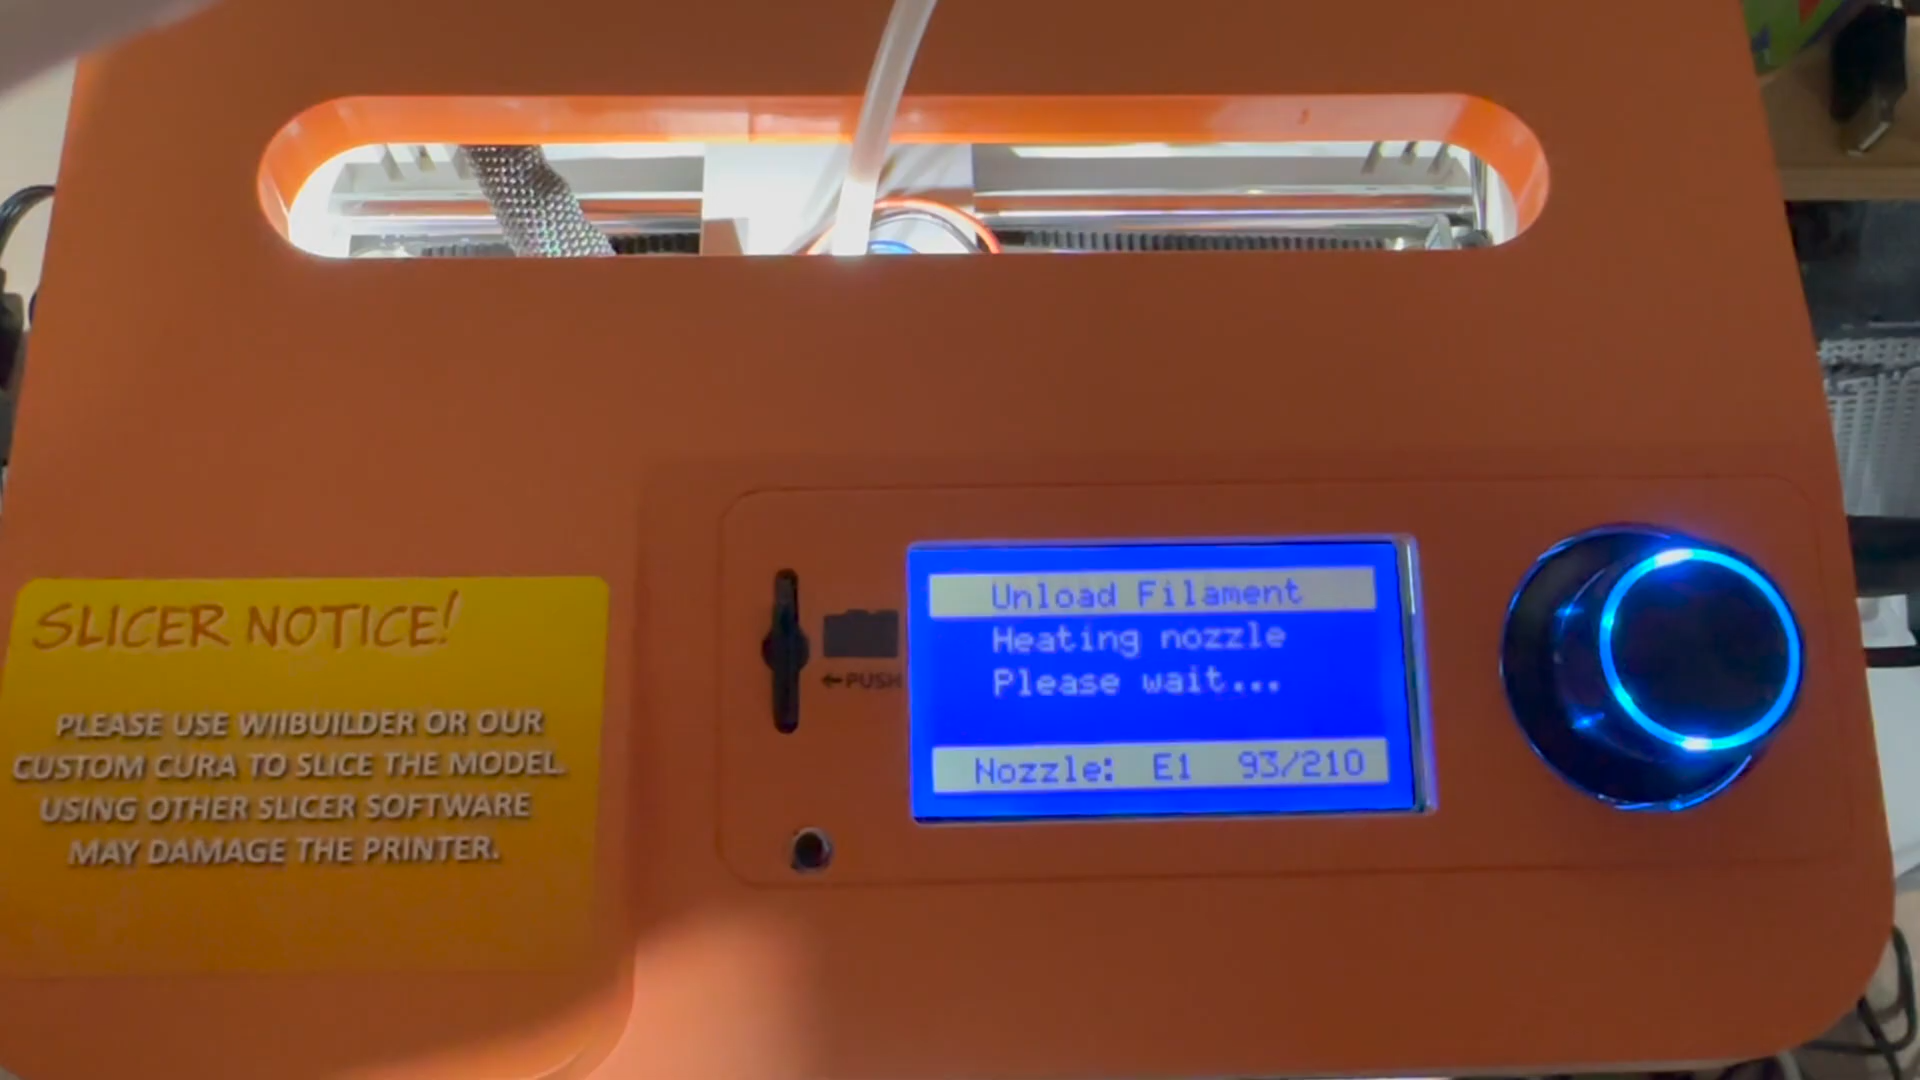 SLICER NOTICE!
PLEASE USE WIIBUILDER OR OUR
CUSTOM CURA TO SLICE THE MODEL.
USING OTHER SLICER SOFTWARE
MAY DAMAGE THE PRINTER.
←PUSH
Unload Filament
Heating nozzle
Please wait...
Nozzle: E1 93/210